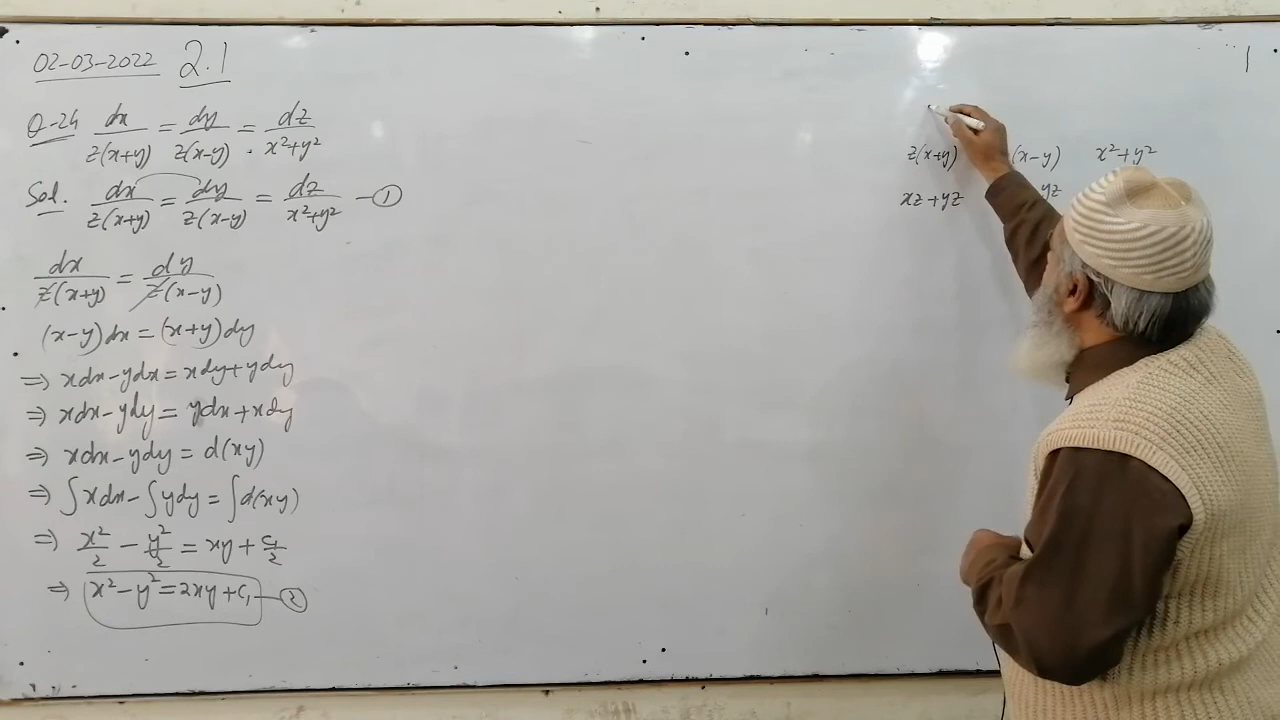 02-03-2022 2.1
Q-24 dx/z(x+y) = dy/z(x-y) = dz/x²+y²
Sol. dx/z(x+y) = dy/z(x-y) = dz/x²+y² —①
dx/z(x+y) = dy/z(x-y)
(x-y)dx = (x+y)dy
⇒ xdx-ydx = xdy+ydy
⇒ xdx-ydy = ydx+xdy
⇒ xdx-ydy = d(xy)
⇒ ∫xdx-∫ydy = ∫d(xy)
⇒ x²/2 - y²/2 = xy + c₁/2
⇒ x²-y² = 2xy+c₁ —②
1
z(x+y) (x-y) x²+y²
xz+yz yz